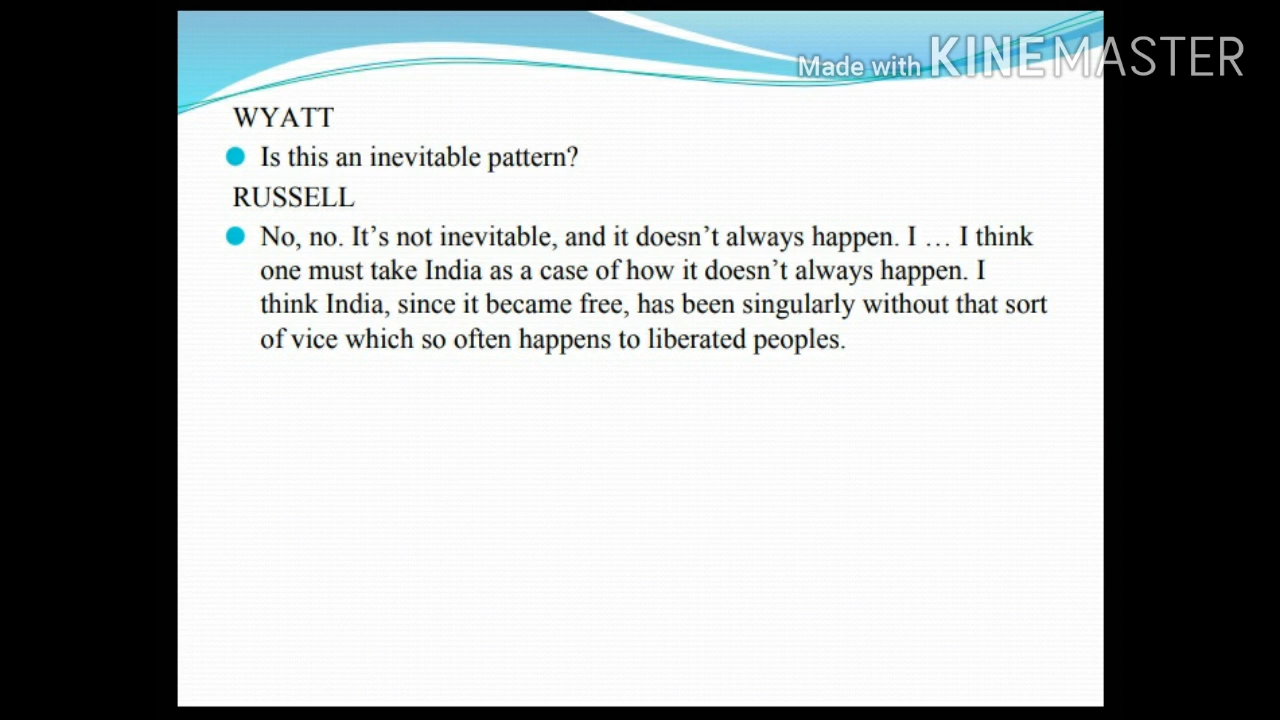 Made with KINEMASTER
WYATT
Is this an inevitable pattern?
RUSSELL
No, no. It’s not inevitable, and it doesn’t always happen. I … I think
one must take India as a case of how it doesn’t always happen. I
think India, since it became free, has been singularly without that sort
of vice which so often happens to liberated peoples.